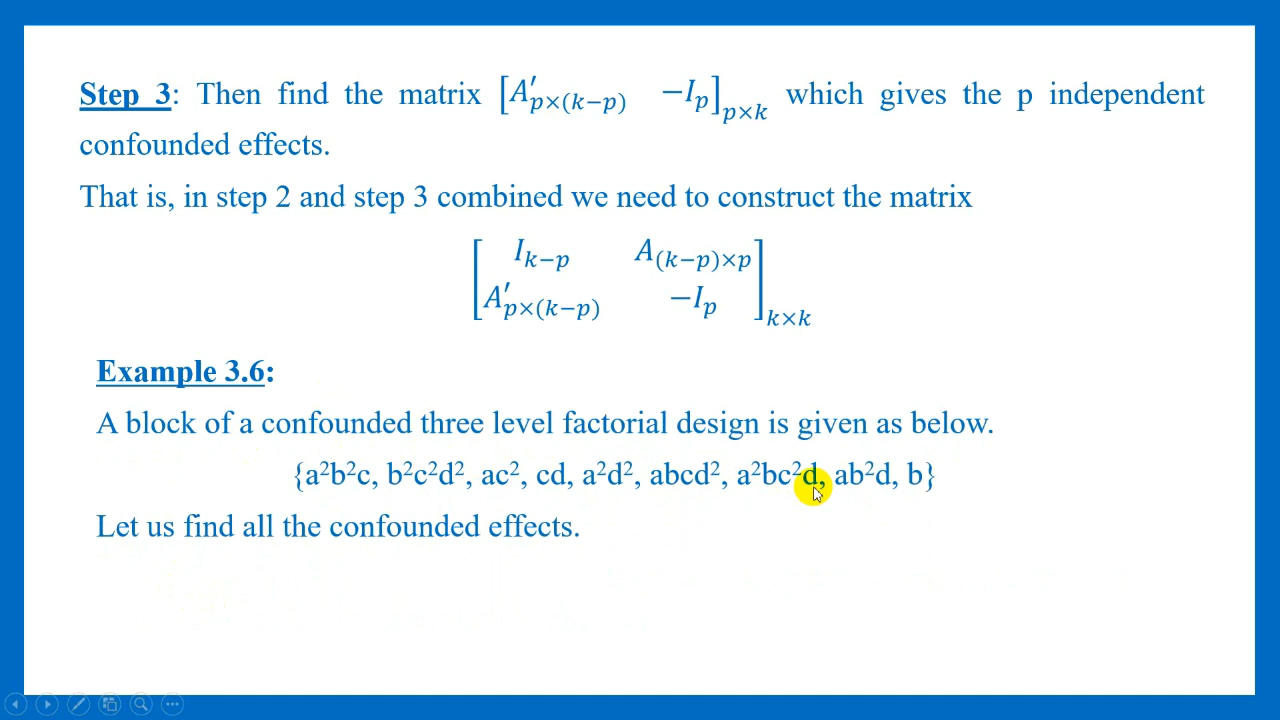 Step 3: Then find the matrix [A′ₚ×₍ₖ₋ₚ₎ −Iₚ]ₚ×ₖ which gives the p independent
confounded effects.
That is, in step 2 and step 3 combined we need to construct the matrix
[Iₖ₋ₚ A₍ₖ₋ₚ₎×ₚ
A′ₚ×₍ₖ₋ₚ₎ −Iₚ]ₖ×ₖ
Example 3.6:
A block of a confounded three level factorial design is given as below.
{a²b²c, b²c²d², ac², cd, a²d², abcd², a²bc²d, ab²d, b}
Let us find all the confounded effects.